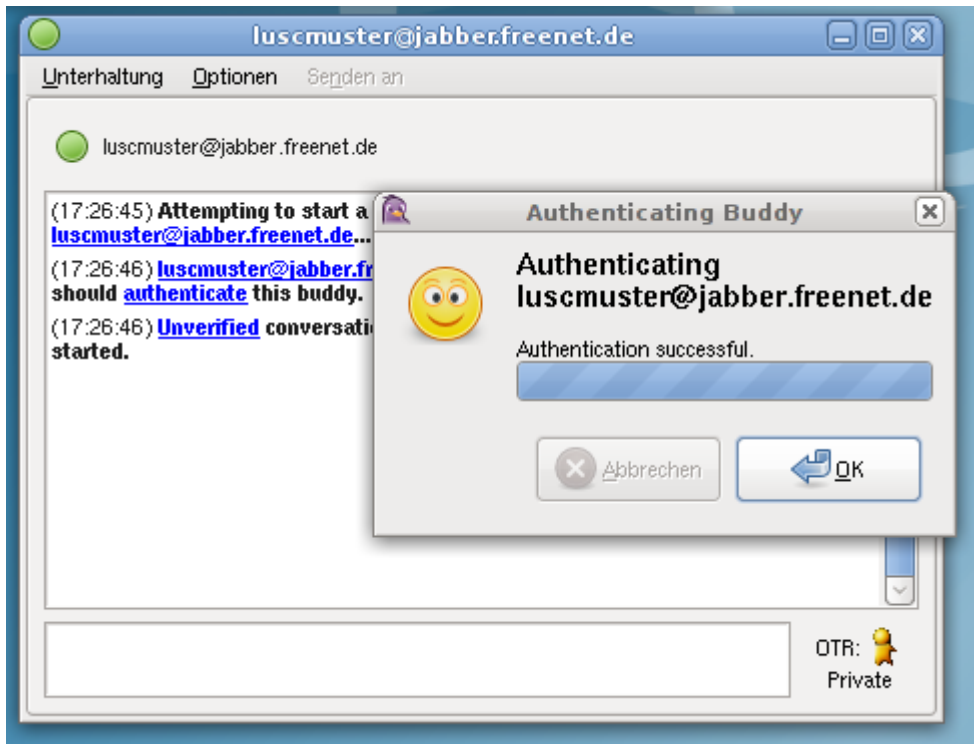 luscmuster@jabber.freenet.de
Unterhaltung Optionen Senden an
luscmuster@jabber.freenet.de
(17:26:45) Attempting to start a
luscmuster@jabber.freenet.de...
(17:26:46) luscmuster@jabber.fr
should authenticate this buddy.
(17:26:46) Unverified conversati
started.
Authenticating Buddy
Authenticating
luscmuster@jabber.freenet.de
Authentication successful.
Abbrechen OK
OTR:
Private